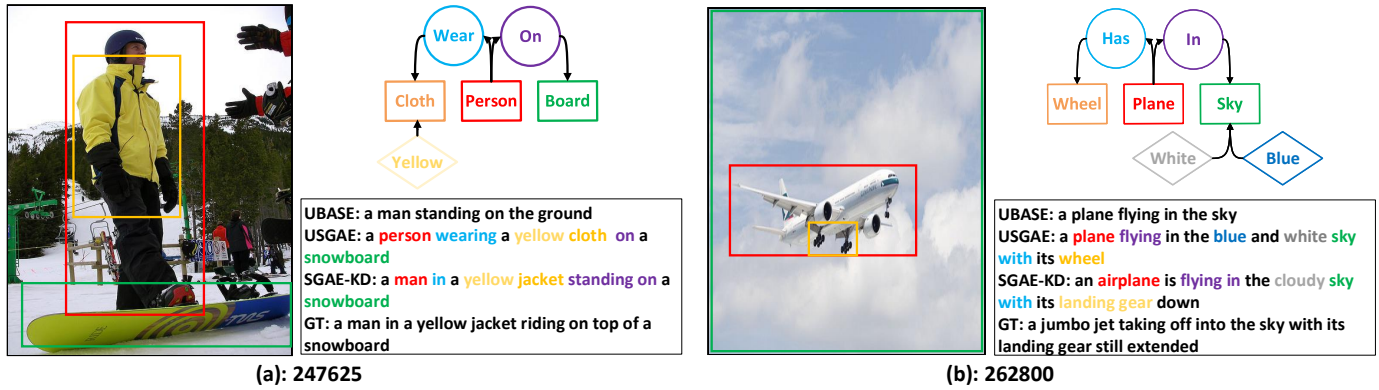 Wear
On
Cloth
Person
Board
Yellow
UBASE: a man standing on the ground
USGAE: a person wearing a yellow cloth on a
snowboard
SGAE-KD: a man in a yellow jacket standing on a
snowboard
GT: a man in a yellow jacket riding on top of a
snowboard
(a): 247625
Has
In
Wheel
Plane
Sky
White
Blue
UBASE: a plane flying in the sky
USGAE: a plane flying in the blue and white sky
with its wheel
SGAE-KD: an airplane is flying in the cloudy sky
with its landing gear down
GT: a jumbo jet taking off into the sky with its
landing gear still extended
(b): 262800